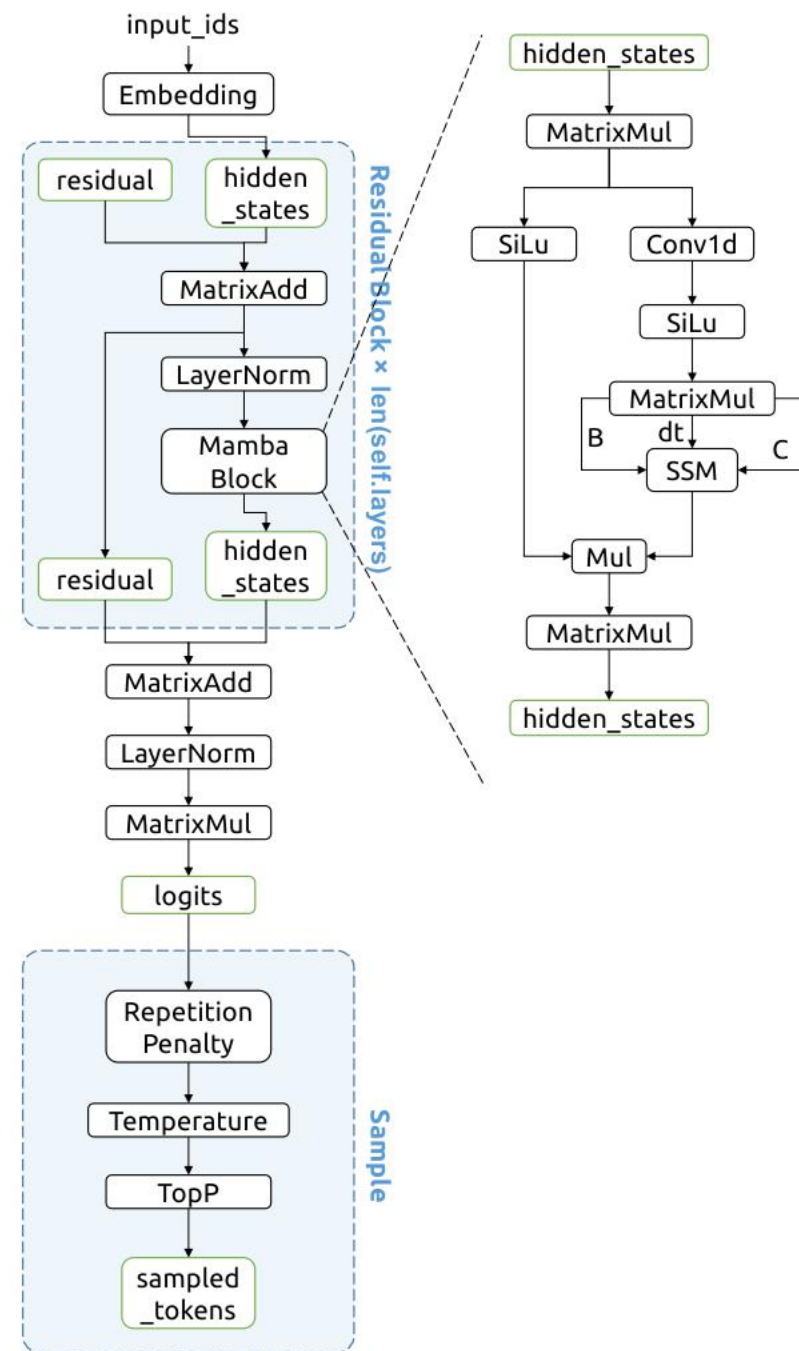 input_ids
Embedding
residual
hidden
_states
MatrixAdd
LayerNorm
Mamba
Block
residual
hidden
_states
Residual Block × len(self.layers)
MatrixAdd
LayerNorm
MatrixMul
logits
Repetition
Penalty
Temperature
TopP
sampled
_tokens
Sample
hidden_states
MatrixMul
SiLu
Conv1d
SiLu
MatrixMul
B
dt
C
SSM
Mul
MatrixMul
hidden_states